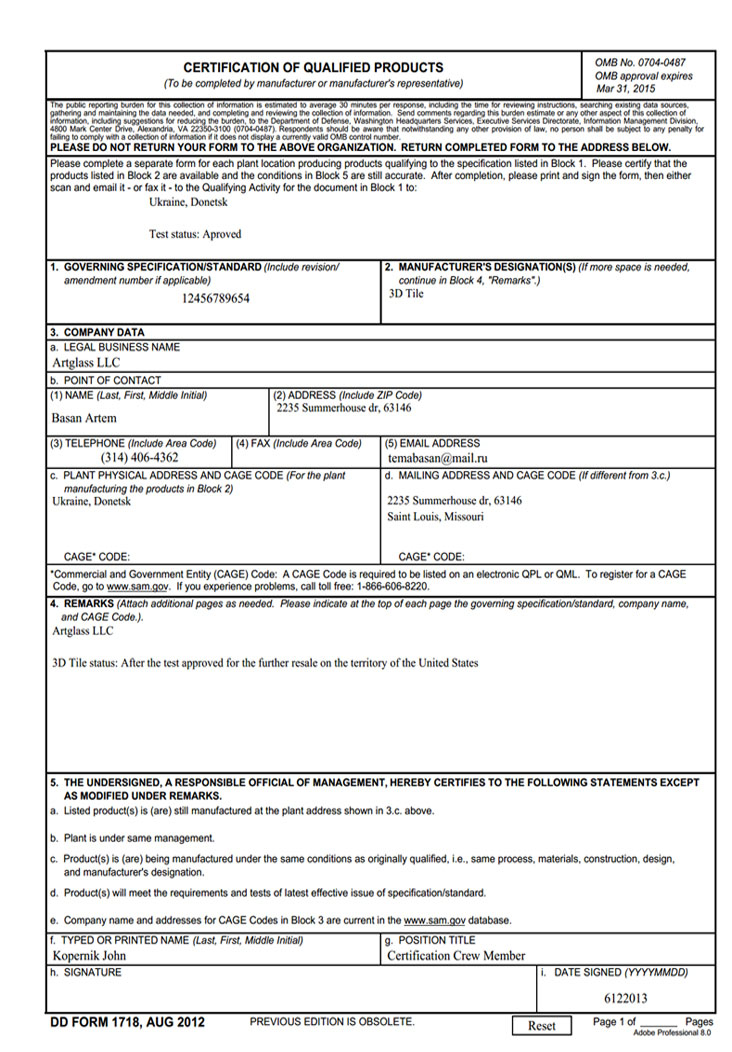 CERTIFICATION OF QUALIFIED PRODUCTS
(To be completed by manufacturer or manufacturer's representative)
OMB No. 0704-0487
OMB approval expires
Mar 31, 2015
The public reporting burden for this collection of information is estimated to average 30 minutes per response, including the time for reviewing instructions, searching existing data sources,
gathering and maintaining the data needed, and completing and reviewing the collection of information. Send comments regarding this burden estimate or any other aspect of this collection of
information, including suggestions for reducing the burden, to the Department of Defense, Washington Headquarters Services, Executive Services Directorate, Information Management Division,
4800 Mark Center Drive, Alexandria, VA 22350-3100 (0704-0487). Respondents should be aware that notwithstanding any other provision of law, no person shall be subject to any penalty for
failing to comply with a collection of information if it does not display a currently valid OMB control number.
PLEASE DO NOT RETURN YOUR FORM TO THE ABOVE ORGANIZATION. RETURN COMPLETED FORM TO THE ADDRESS BELOW.
Please complete a separate form for each plant location producing products qualifying to the specification listed in Block 1. Please certify that the
products listed in Block 2 are available and the conditions in Block 5 are still accurate. After completion, please print and sign the form, then either
scan and email it - or fax it - to the Qualifying Activity for the document in Block 1 to:
Ukraine, Donetsk
Test status: Aproved
1. GOVERNING SPECIFICATION/STANDARD (Include revision/
amendment number if applicable)
12456789654
2. MANUFACTURER'S DESIGNATION(S) (If more space is needed,
continue in Block 4, "Remarks".)
3D Tile
3. COMPANY DATA
a. LEGAL BUSINESS NAME
Artglass LLC
b. POINT OF CONTACT
(1) NAME (Last, First, Middle Initial)
Basan Artem
(2) ADDRESS (Include ZIP Code)
2235 Summerhouse dr, 63146
(3) TELEPHONE (Include Area Code)
(314) 406-4362
(4) FAX (Include Area Code)
(5) EMAIL ADDRESS
temabasan@mail.ru
c. PLANT PHYSICAL ADDRESS AND CAGE CODE (For the plant
manufacturing the products in Block 2)
Ukraine, Donetsk
CAGE* CODE:
d. MAILING ADDRESS AND CAGE CODE (If different from 3.c.)
2235 Summerhouse dr, 63146
Saint Louis, Missouri
CAGE* CODE:
*Commercial and Government Entity (CAGE) Code: A CAGE Code is required to be listed on an electronic QPL or QML. To register for a CAGE
Code, go to www.sam.gov. If you experience problems, call toll free: 1-866-606-8220.
4. REMARKS (Attach additional pages as needed. Please indicate at the top of each page the governing specification/standard, company name,
and CAGE Code.).
Artglass LLC
3D Tile status: After the test approved for the further resale on the territory of the United States
5. THE UNDERSIGNED, A RESPONSIBLE OFFICIAL OF MANAGEMENT, HEREBY CERTIFIES TO THE FOLLOWING STATEMENTS EXCEPT
AS MODIFIED UNDER REMARKS.
a. Listed product(s) is (are) still manufactured at the plant address shown in 3.c. above.
b. Plant is under same management.
c. Product(s) is (are) being manufactured under the same conditions as originally qualified, i.e., same process, materials, construction, design,
and manufacturer's designation.
d. Product(s) will meet the requirements and tests of latest effective issue of specification/standard.
e. Company name and addresses for CAGE Codes in Block 3 are current in the www.sam.gov database.
f. TYPED OR PRINTED NAME (Last, First, Middle Initial)
Kopernik John
g. POSITION TITLE
Certification Crew Member
h. SIGNATURE
i. DATE SIGNED (YYYYMMDD)
6122013
DD FORM 1718, AUG 2012
PREVIOUS EDITION IS OBSOLETE.
Reset
Page 1 of ______ Pages
Adobe Professional 8.0